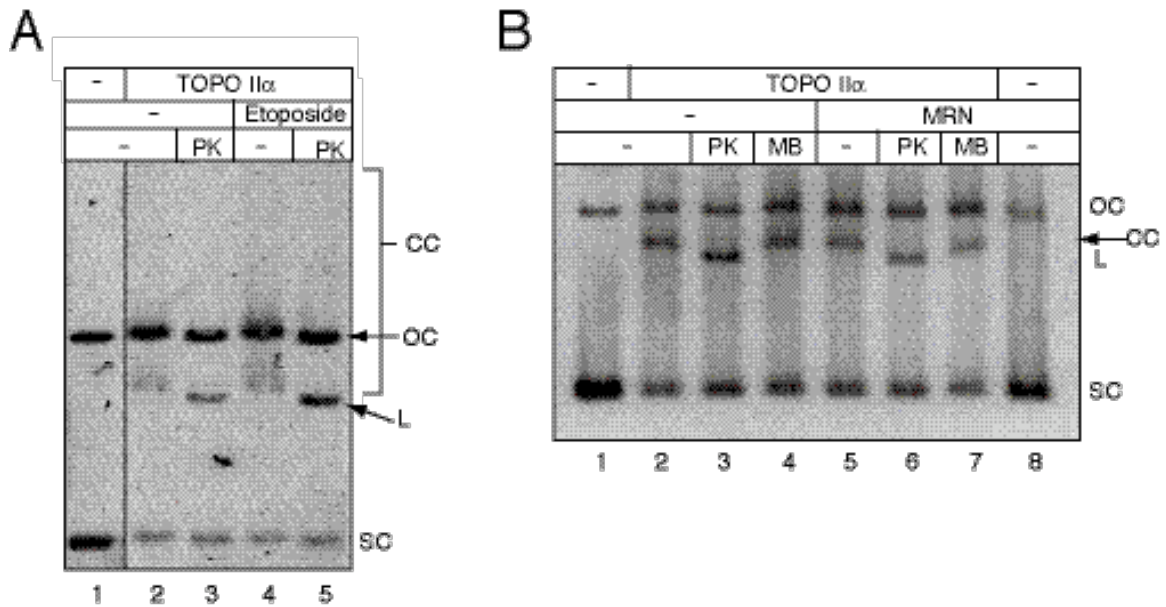 A
- TOPO IIα
- Etoposide
- PK - PK
CC
OC
L
SC
1 2 3 4 5
B
- TOPO IIα -
- MRN
- PK MB - PK MB -
OC
CC
L
SC
1 2 3 4 5 6 7 8